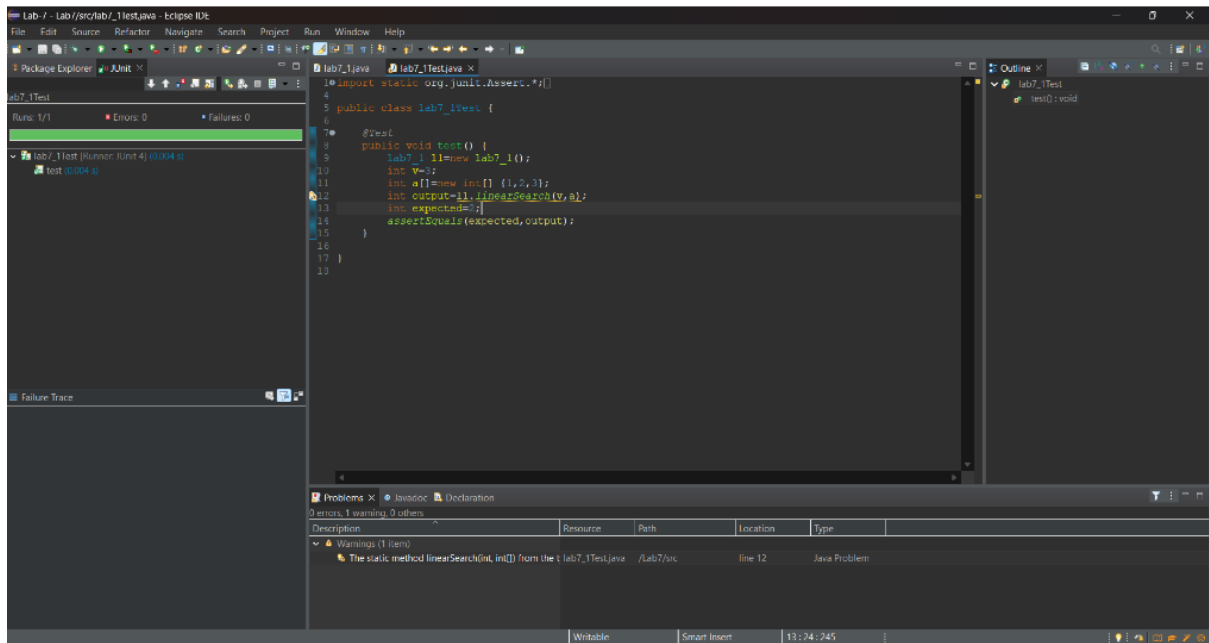 Lab-7 - Lab7/src/lab7_1Test.java - Eclipse IDE
File Edit Source Refactor Navigate Search Project Run Window Help
Package Explorer JUnit
lab7_1Test
Runs: 1/1 Errors: 0 Failures: 0
lab7_1Test [Runner: JUnit 4] (0.004 s)
test (0.004 s)
Failure Trace
lab7_1.java lab7_1Test.java
1 import static org.junit.Assert.*;
4
5 public class lab7_1Test {
6
7 @Test
8 public void test() {
9 lab7_1 l1=new lab7_1();
10 int v=3;
11 int a[]=new int[] {1,2,3};
12 int output=l1.linearSearch(v,a);
13 int expected=2;
14 assertEquals(expected,output);
15 }
16
17 }
18
Outline
lab7_1Test
test() : void
Problems Javadoc Declaration
0 errors, 1 warning, 0 others
Description Resource Path Location Type
Warnings (1 item)
The static method linearSearch(int, int[]) from the t lab7_1Test.java /Lab7/src line 12 Java Problem
Writable Smart Insert 13 : 24 : 245